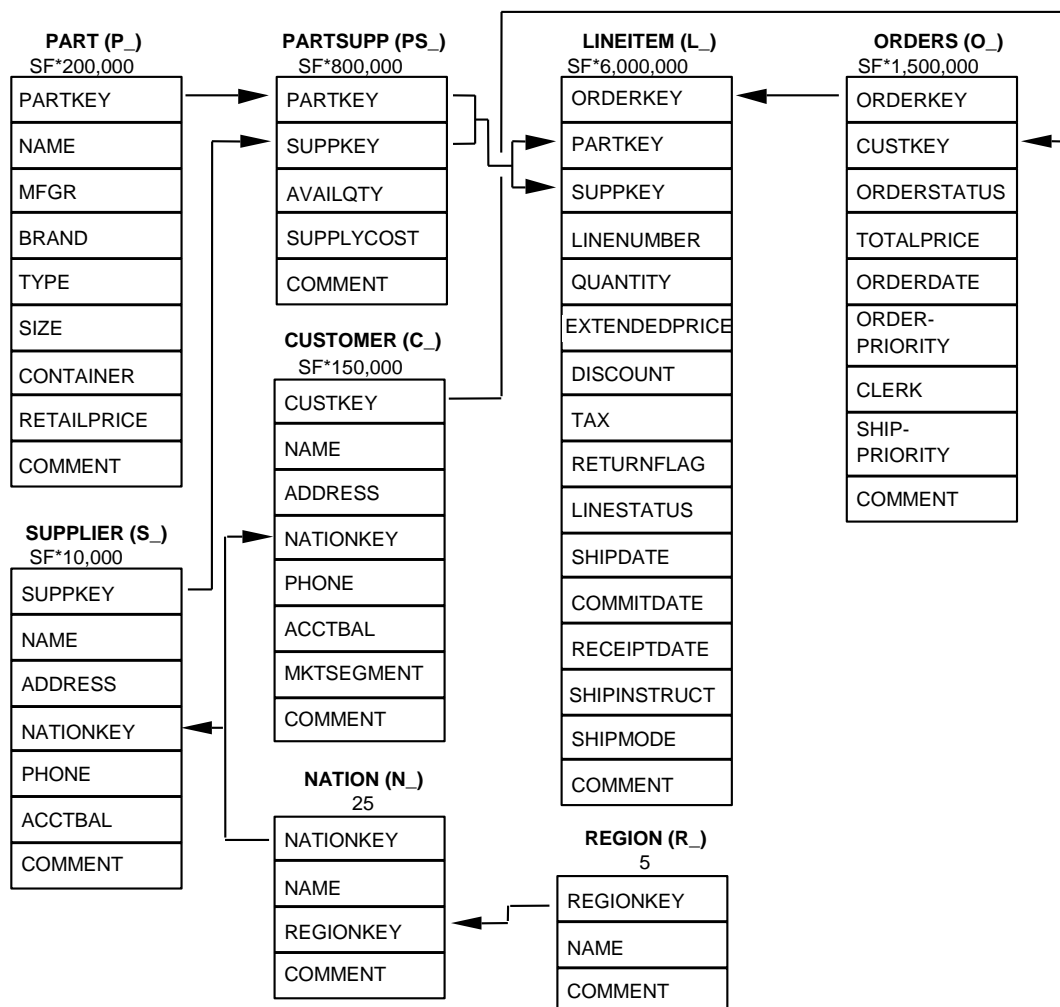 PART (P_)
SF*200,000
PARTKEY
NAME
MFGR
BRAND
TYPE
SIZE
CONTAINER
RETAILPRICE
COMMENT
SUPPLIER (S_)
SF*10,000
SUPPKEY
NAME
ADDRESS
NATIONKEY
PHONE
ACCTBAL
COMMENT
PARTSUPP (PS_)
SF*800,000
PARTKEY
SUPPKEY
AVAILQTY
SUPPLYCOST
COMMENT
CUSTOMER (C_)
SF*150,000
CUSTKEY
NAME
ADDRESS
NATIONKEY
PHONE
ACCTBAL
MKTSEGMENT
COMMENT
NATION (N_)
25
NATIONKEY
NAME
REGIONKEY
COMMENT
LINEITEM (L_)
SF*6,000,000
ORDERKEY
PARTKEY
SUPPKEY
LINENUMBER
QUANTITY
EXTENDEDPRICE
DISCOUNT
TAX
RETURNFLAG
LINESTATUS
SHIPDATE
COMMITDATE
RECEIPTDATE
SHIPINSTRUCT
SHIPMODE
COMMENT
REGION (R_)
5
REGIONKEY
NAME
COMMENT
ORDERS (O_)
SF*1,500,000
ORDERKEY
CUSTKEY
ORDERSTATUS
TOTALPRICE
ORDERDATE
ORDER-
PRIORITY
CLERK
SHIP-
PRIORITY
COMMENT